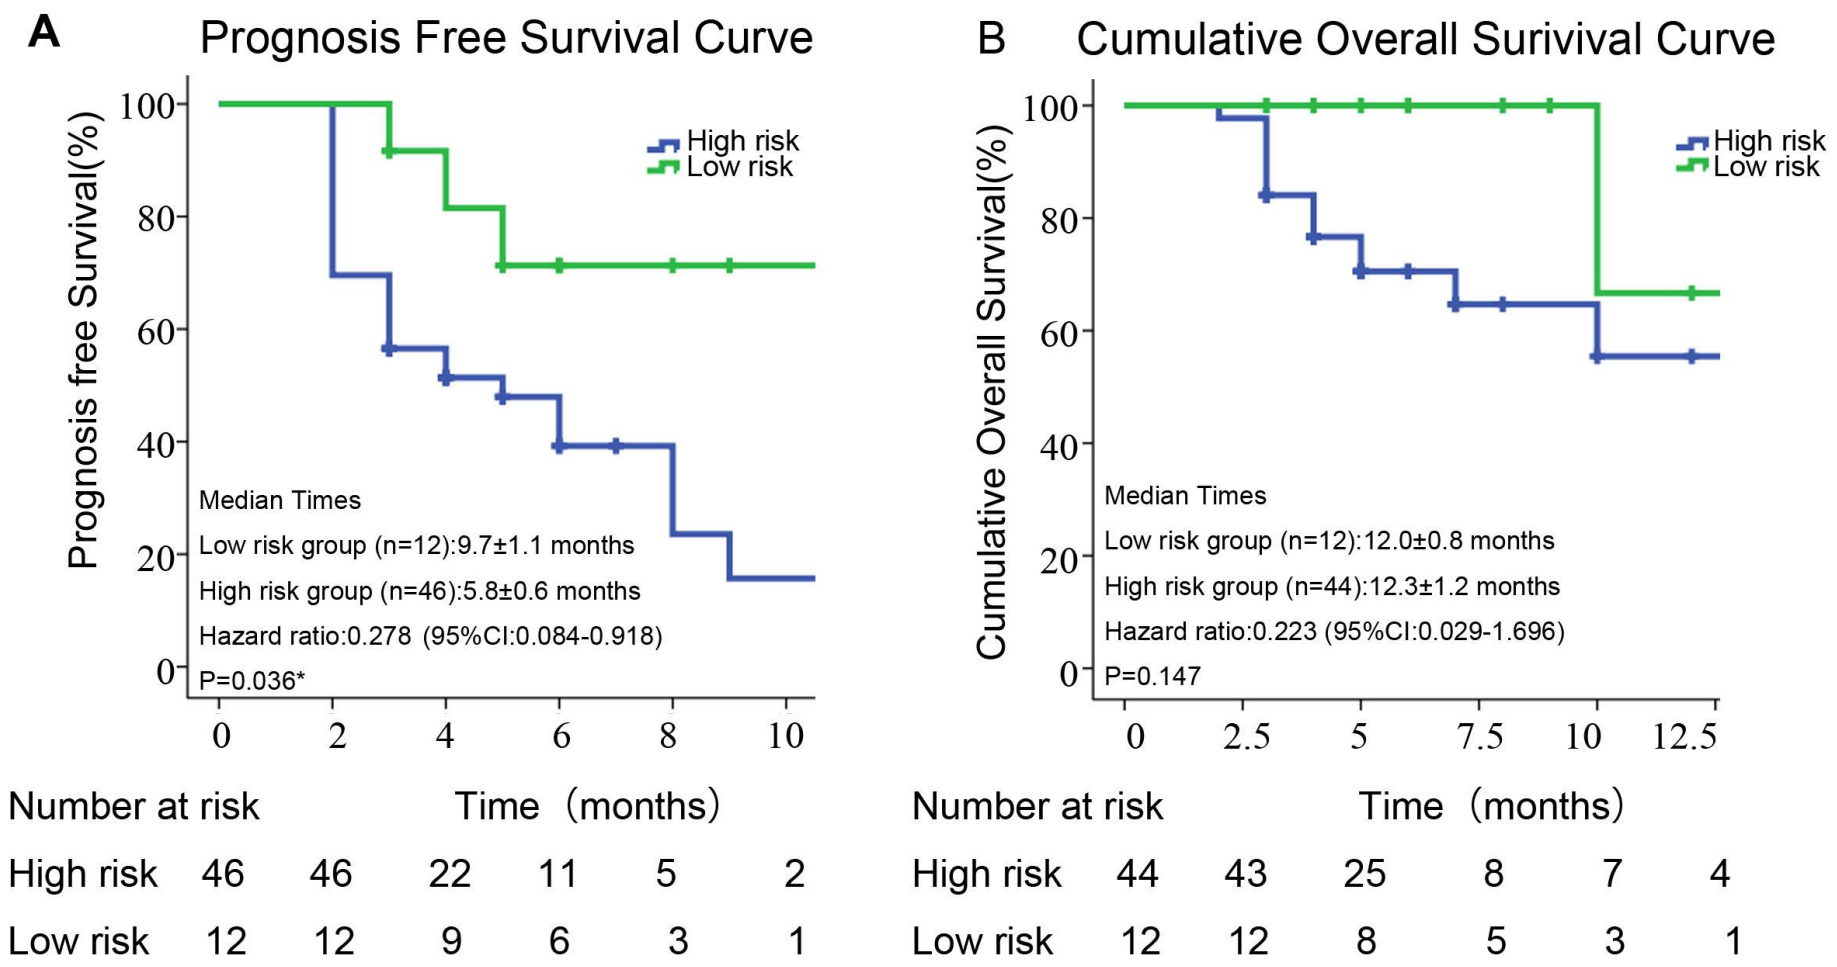 A
Prognosis Free Survival Curve
Prognosis free Survival(%)
100
80
60
40
20
0
High risk
Low risk
Median Times
Low risk group (n=12):9.7±1.1 months
High risk group (n=46):5.8±0.6 months
Hazard ratio:0.278 (95%CI:0.084-0.918)
P=0.036*
0 2 4 6 8 10
Number at risk Time（months）
High risk 46 46 22 11 5 2
Low risk 12 12 9 6 3 1
B
Cumulative Overall Surivival Curve
Cumulative Overall Survival(%)
100
80
60
40
20
0
High risk
Low risk
Median Times
Low risk group (n=12):12.0±0.8 months
High risk group (n=44):12.3±1.2 months
Hazard ratio:0.223 (95%CI:0.029-1.696)
P=0.147
0 2.5 5 7.5 10 12.5
Number at risk Time（months）
High risk 44 43 25 8 7 4
Low risk 12 12 8 5 3 1